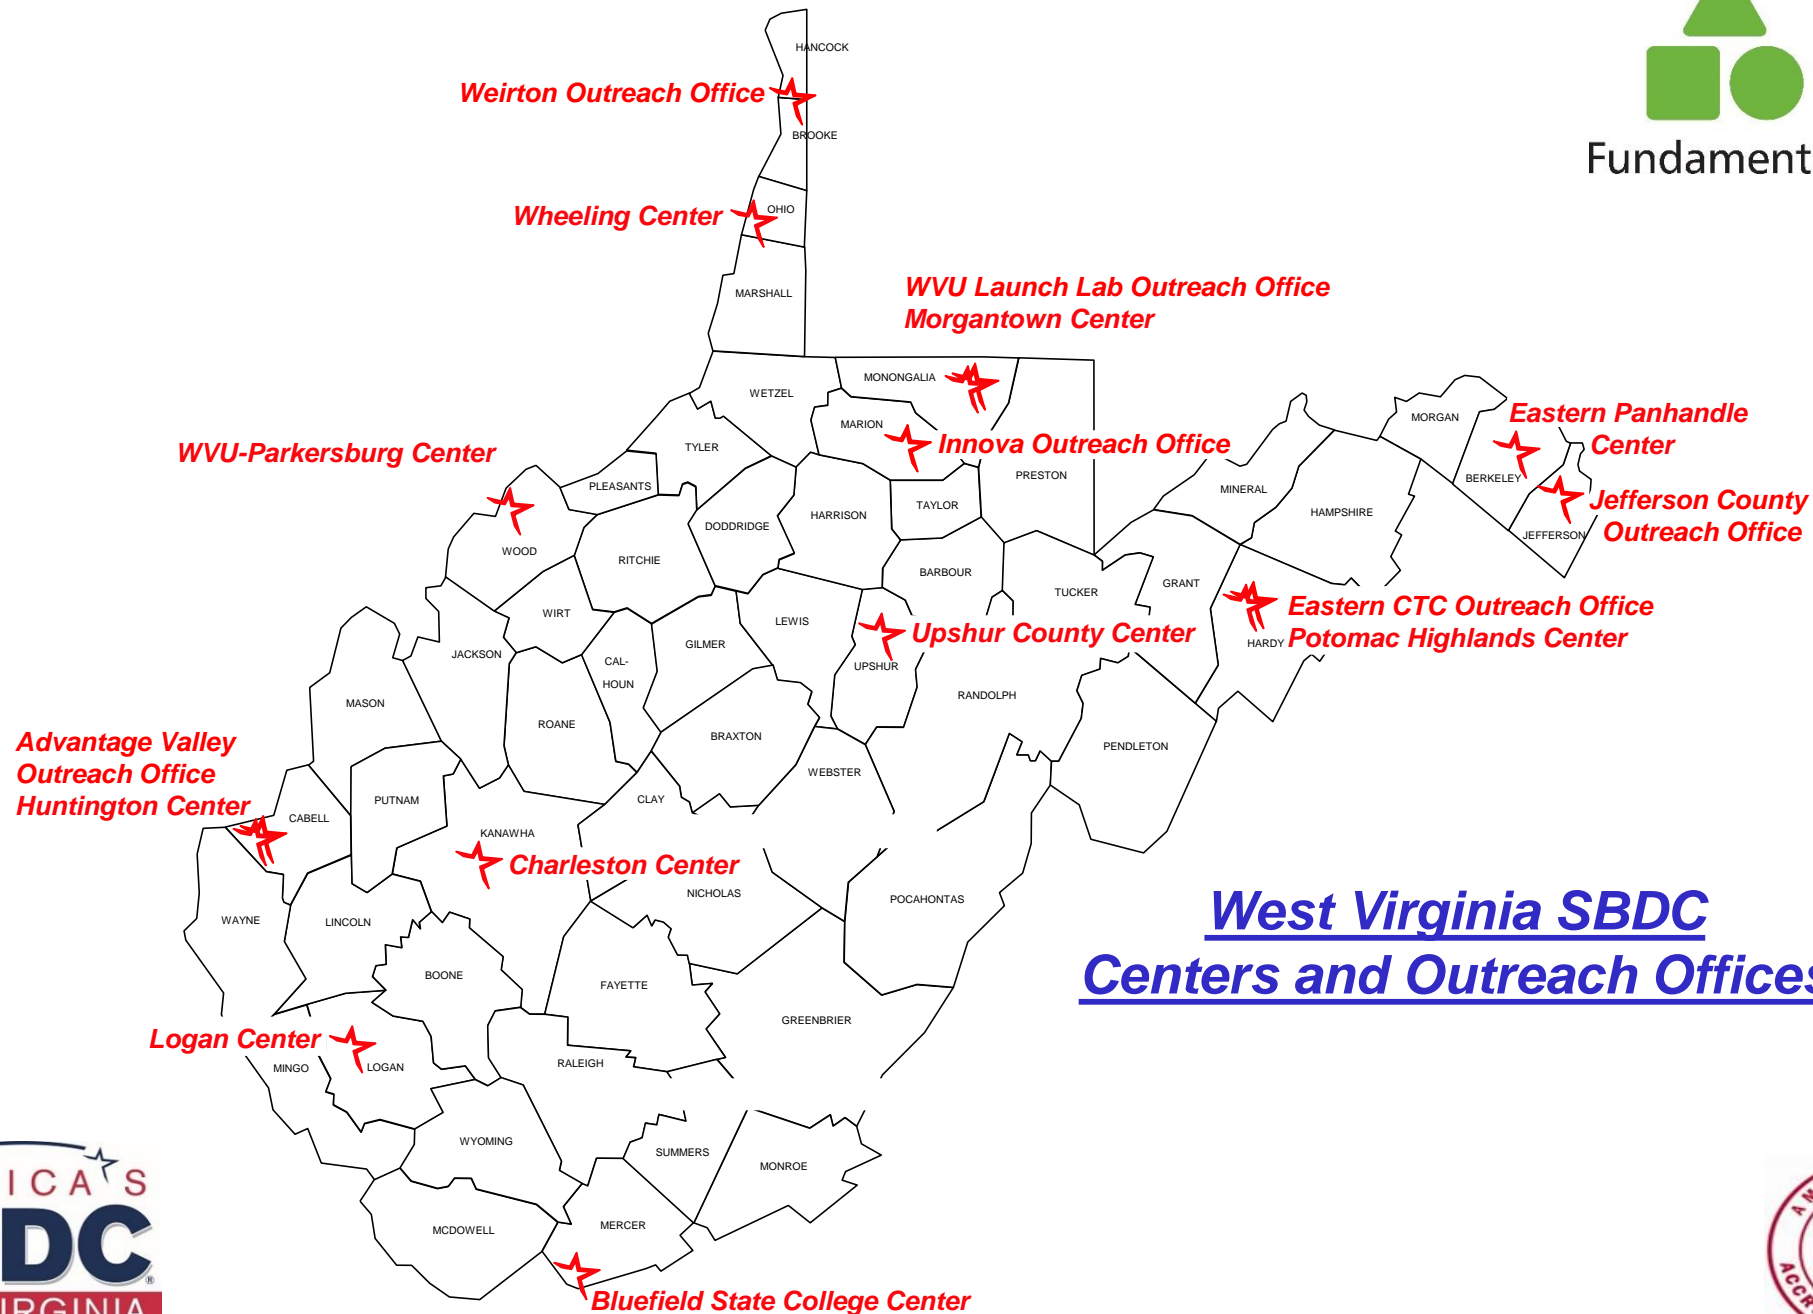 HANCOCK
Weirton Outreach Office
BROOKE
Fundament
Wheeling Center
OHIO
MARSHALL
WVU Launch Lab Outreach Office
Morgantown Center
WETZEL
MONONGALIA
MARION
Innova Outreach Office
WVU-Parkersburg Center
TYLER
PLEASANTS
PRESTON
MORGAN
Eastern Panhandle
Center
BERKELEY
MINERAL
HAMPSHIRE
Jefferson County
Outreach Office
JEFFERSON
WOOD
DODDRIDGE
HARRISON
TAYLOR
RITCHIE
BARBOUR
TUCKER
GRANT
WIRT
LEWIS
Upshur County Center
Eastern CTC Outreach Office
Potomac Highlands Center
HARDY
JACKSON
CAL-
HOUN
GILMER
UPSHUR
RANDOLPH
MASON
ROANE
BRAXTON
PENDLETON
Advantage Valley
Outreach Office
Huntington Center
WEBSTER
PUTNAM
CLAY
CABELL
KANAWHA
Charleston Center
NICHOLAS
POCAHONTAS
West Virginia SBDC
Centers and Outreach Offices
WAYNE
LINCOLN
BOONE
FAYETTE
GREENBRIER
Logan Center
MINGO
LOGAN
RALEIGH
WYOMING
SUMMERS
MONROE
MCDOWELL
MERCER
Bluefield State College Center
ICA'S
DC®
IRGINIA
AM
ACCR